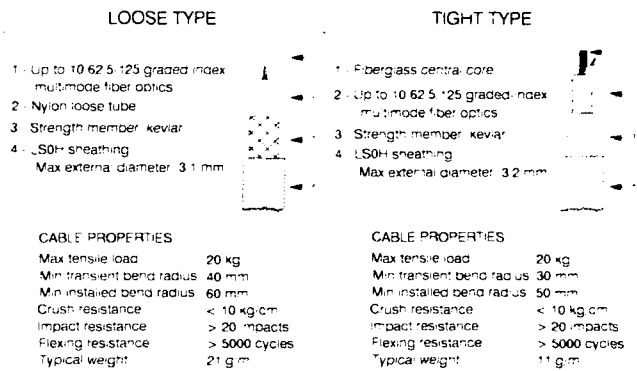 LOOSE TYPE
1 - Up to 10 62.5-125 graded index
multimode fiber optics
2 - Nylon loose tube
3 Strength member kevlar
4 - LS0H sheathing
Max external diameter 3.1 mm
CABLE PROPERTIES
Max tensile load 20 kg
Min transient bend radius 40 mm
Min installed bend radius 60 mm
Crush resistance < 10 kg/cm
Impact resistance > 20 impacts
Flexing resistance > 5000 cycles
Typical weight 21 g/m
TIGHT TYPE
1 - Fiberglass central core
2 - Up to 10 62.5-125 graded-index
multimode fiber optics
3 Strength member kevlar
4 LS0H sheathing
Max external diameter 3.2 mm
CABLE PROPERTIES
Max tensile load 20 kg
Min transient bend radius 30 mm
Min installed bend radius 50 mm
Crush resistance < 10 kg/cm
Impact resistance > 20 impacts
Flexing resistance > 5000 cycles
Typical weight 11 g/m